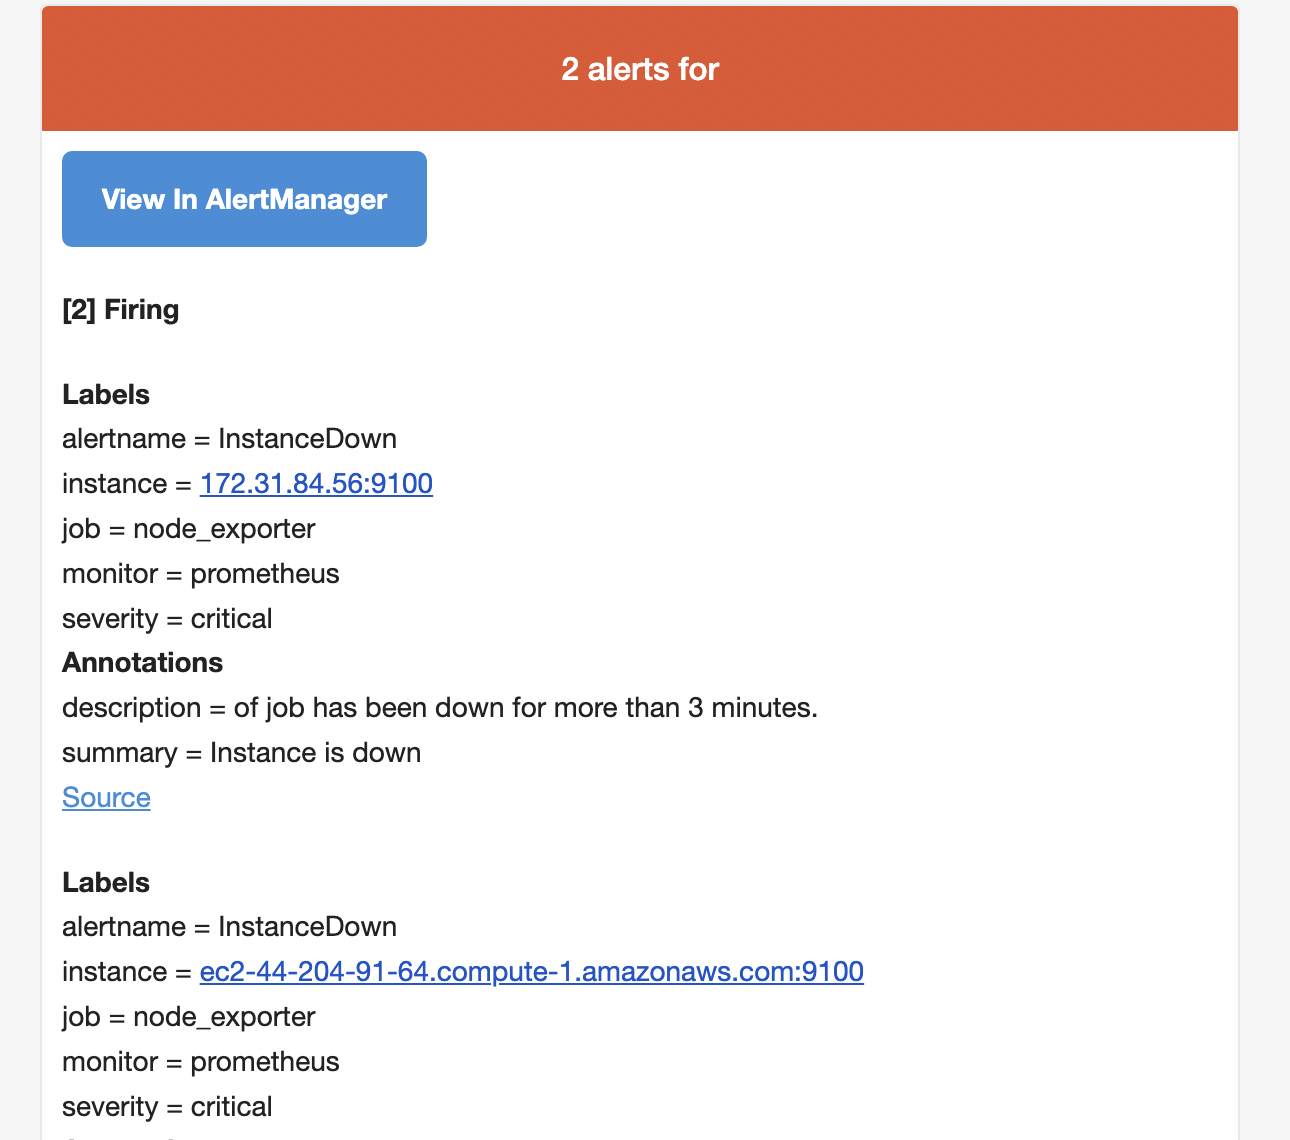 2 alerts for
View In AlertManager
[2] Firing
Labels
alertname = InstanceDown
instance = 172.31.84.56:9100
job = node_exporter
monitor = prometheus
severity = critical
Annotations
description = of job has been down for more than 3 minutes.
summary = Instance is down
Source
Labels
alertname = InstanceDown
instance = ec2-44-204-91-64.compute-1.amazonaws.com:9100
job = node_exporter
monitor = prometheus
severity = critical